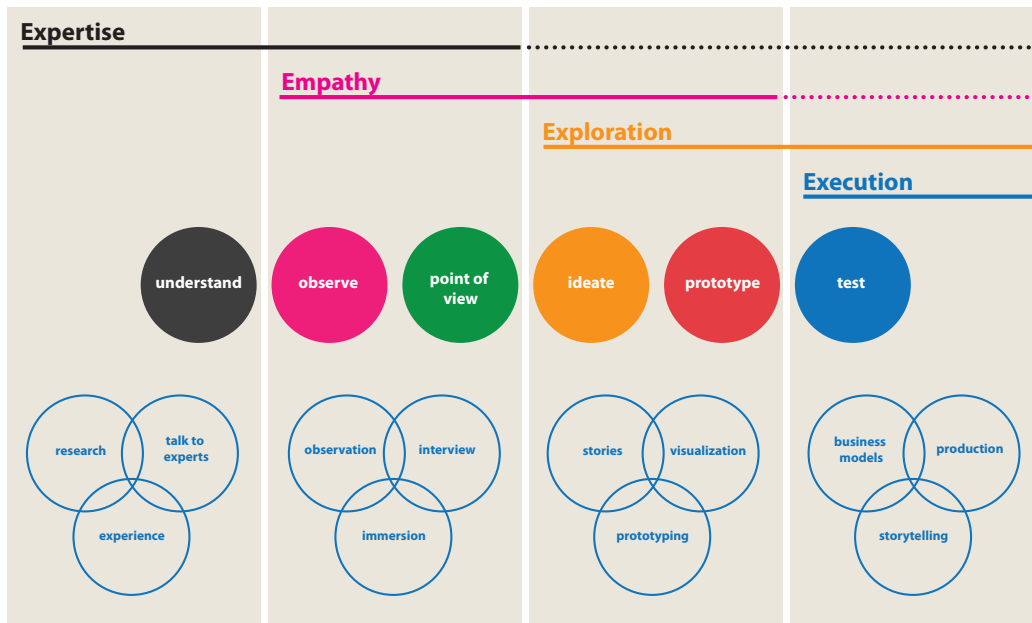 Expertise
Empathy
Exploration
Execution
understand
observe
point of
view
ideate
prototype
test
research
talk to
experts
experience
observation
interview
immersion
stories
visualization
prototyping
business
models
production
storytelling